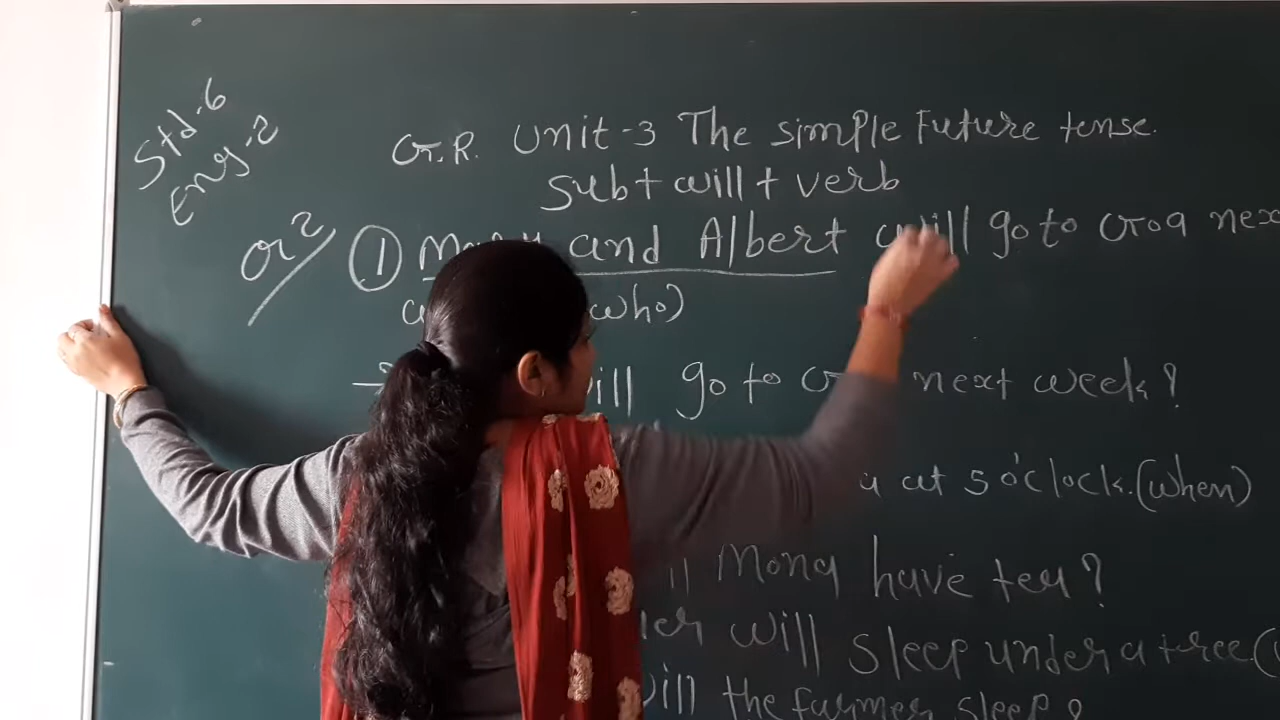 Std-6
Eng-2
Gr.R. Unit-3 The simple Future tense.
Sub+ will + verb
Q2
① and Albert will go to Goa
who)
go to next week?
at 5 o'clock.(when)
Mona have tea?
will sleep under a tree.(
will the farmer sleep?